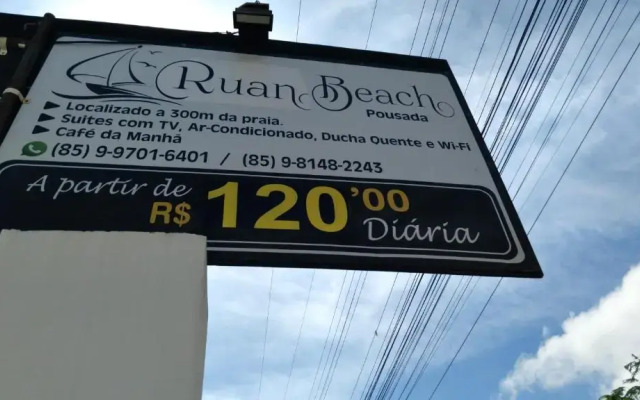 Ruan Beach
Pousada
Localizado a 300m da praia.
Suítes com TV, Ar-Condicionado, Ducha Quente e Wi-Fi
Café da Manhã
(85) 9-9701-6401 / (85) 9-8148-2243
A partir de
R$ 120'00
Diária